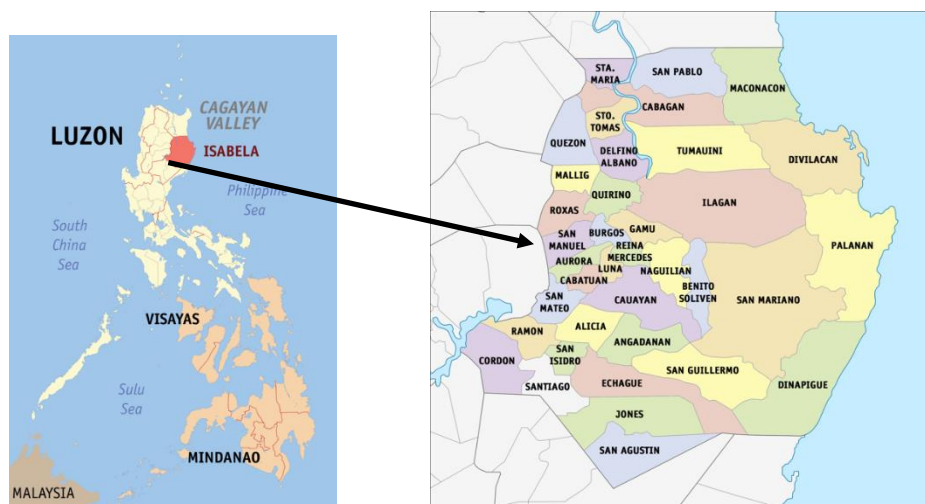 CAGAYAN
VALLEY
LUZON
ISABELA
Philippine
Sea
South
China
Sea
VISAYAS
Sulu
Sea
MINDANAO
MALAYSIA
STA.
MARIA
SAN PABLO
MACONACON
CABAGAN
STO.
TOMAS
QUEZON
DELFINO
ALBANO
TUMAUINI
DIVILACAN
MALLIG
QUIRINO
ILAGAN
ROXAS
SAN
MANUEL
BURGOS
GAMU
PALANAN
REINA
MERCEDES
AURORA
LUNA
NAGUILIAN
CABATUAN
BENITO
SOLIVEN
SAN
MATEO
CAUAYAN
SAN MARIANO
RAMON
ALICIA
ANGADANAN
CORDON
SAN
ISIDRO
SAN GUILLERMO
DINAPIGUE
SANTIAGO
ECHAGUE
JONES
SAN AGUSTIN